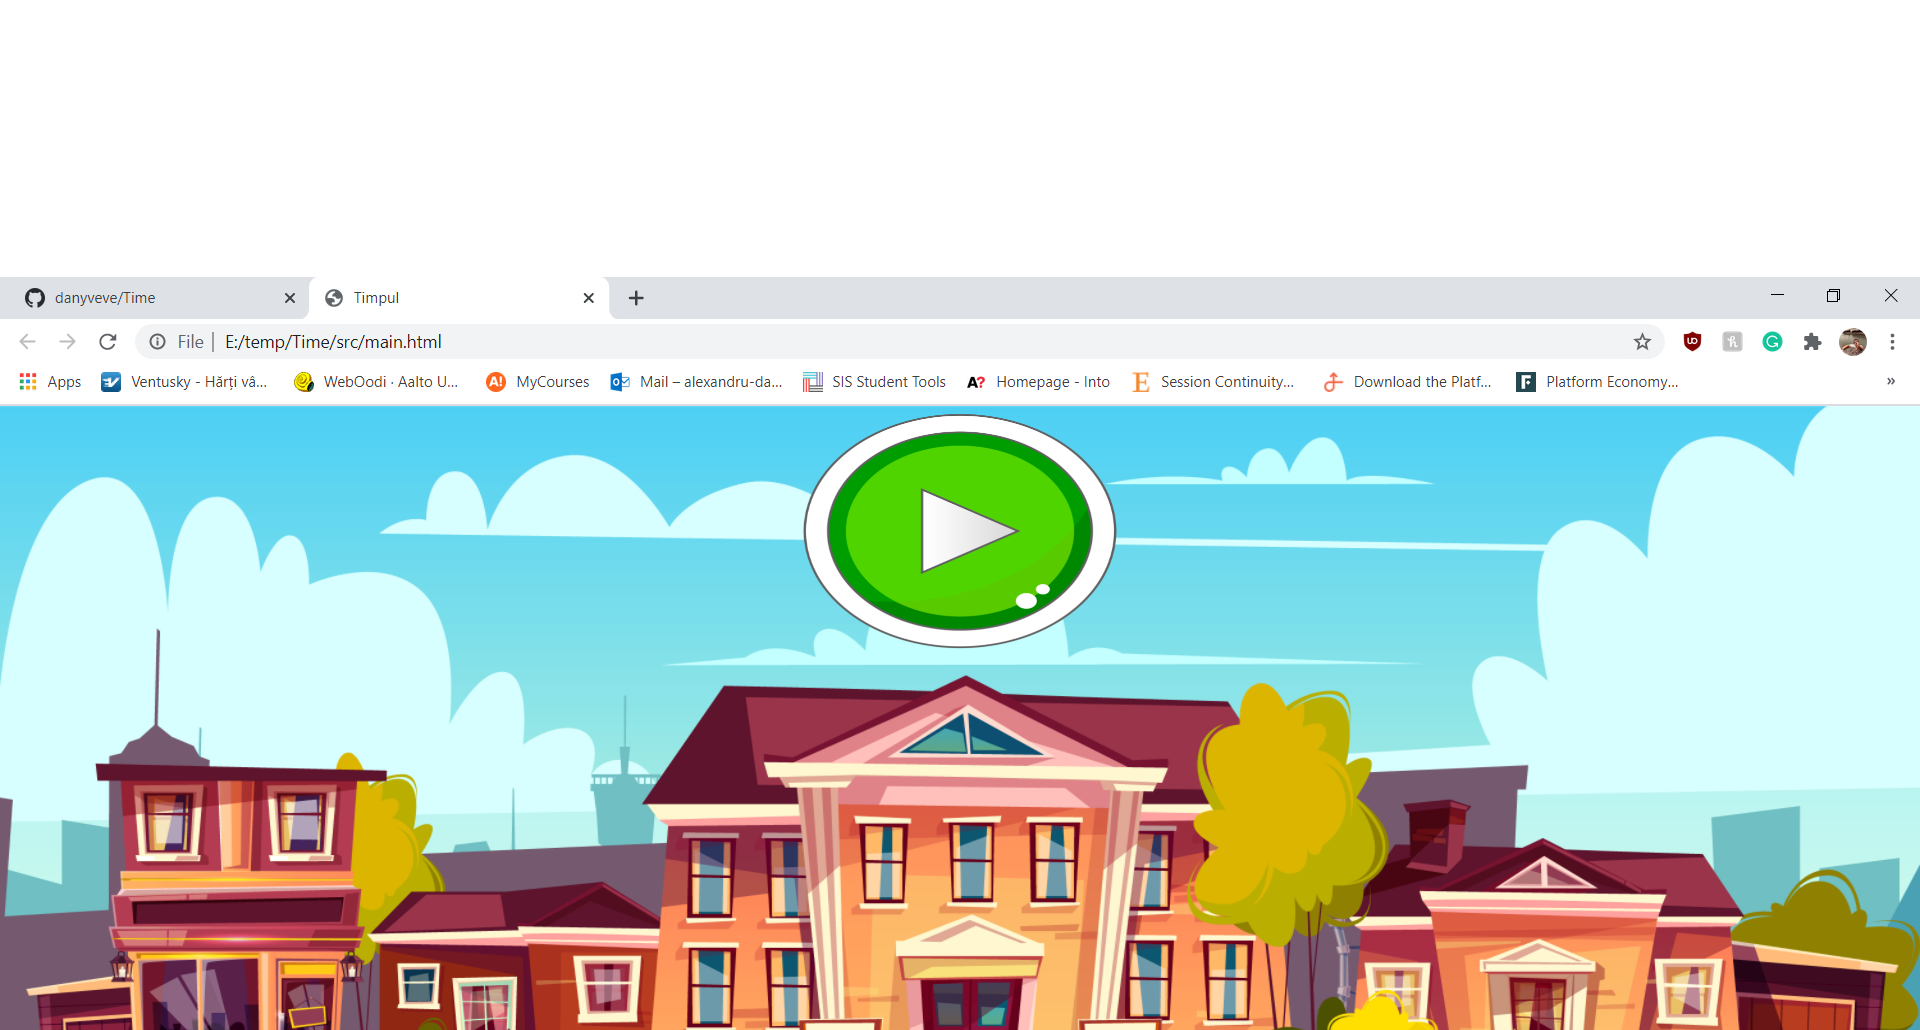 danyveve/Time
Timpul
File E:/temp/Time/src/main.html
Apps
Ventusky - Hărți vâ...
WebOodi · Aalto U...
A! MyCourses
Mail – alexandru-da...
SIS Student Tools
A? Homepage - Into
E Session Continuity...
Download the Platf...
F Platform Economy...
»